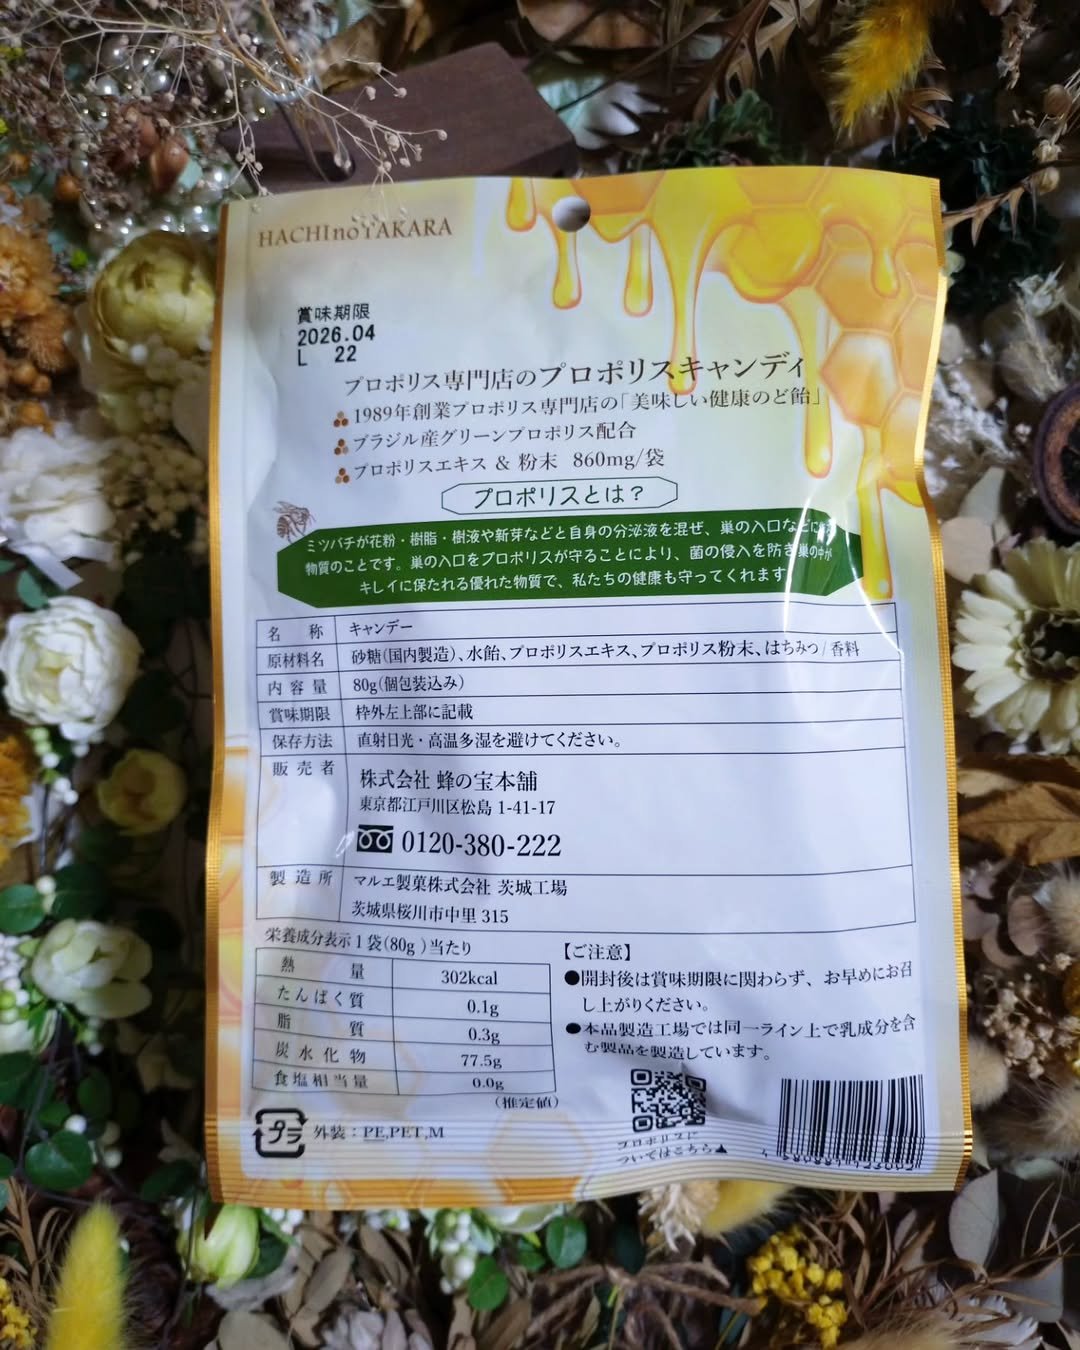 HACHInoTAKARA
賞味期限
2026.04
L 22
プロポリス専門店のプロポリスキャンディ
1989年創業プロポリス専門店の「美味しい健康のど飴」
ブラジル産グリーンプロポリス配合
プロポリスエキス & 粉末 860mg/袋
プロポリスとは？
ミツバチが花粉・樹脂・樹液や新芽などと自身の分泌液を混ぜ、巣の入口などに
物質のことです。巣の入口をプロポリスが守ることにより、菌の侵入を防ぎ巣の中が
キレイに保たれる優れた物質で、私たちの健康も守ってくれます
名称 キャンデー
原材料名 砂糖(国内製造)、水飴、プロポリスエキス、プロポリス粉末、はちみつ/香料
内容量 80g(個包装込み)
賞味期限 枠外左上部に記載
保存方法 直射日光・高温多湿を避けてください。
販売者 株式会社 蜂の宝本舗
東京都江戸川区松島 1-41-17
0120-380-222
製造所 マルエ製菓株式会社 茨城工場
茨城県桜川市中里 315
栄養成分表示1袋(80g)当たり
熱量 302kcal
たんぱく質 0.1g
脂質 0.3g
炭水化物 77.5g
食塩相当量 0.0g
(推定値)
【ご注意】
●開封後は賞味期限に関わらず、お早めにお召
し上がりください。
●本品製造工場では同一ライン上で乳成分を含
む製品を製造しています。
プラ 外装：PE,PET,M
プロポリスに
ついてはこちら▲